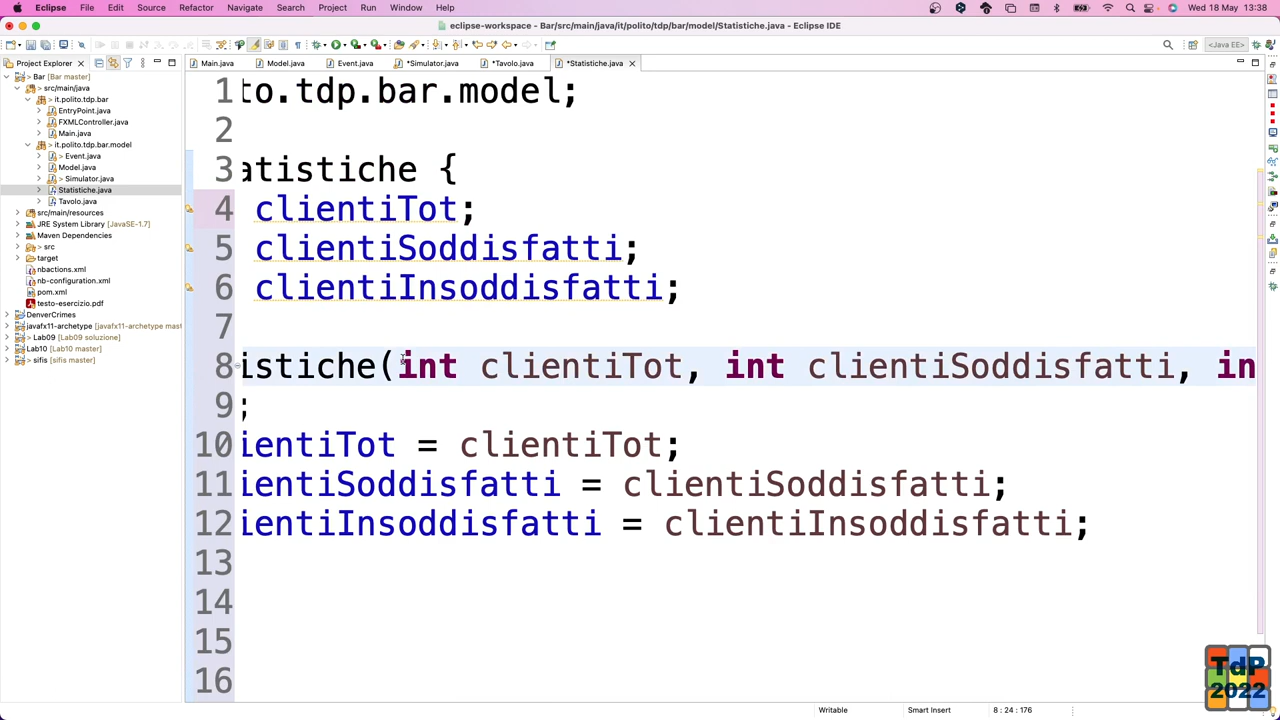 Eclipse File Edit Source Refactor Navigate Search Project Run Window Help Wed 18 May 13:38
eclipse-workspace - Bar/src/main/java/it/polito/tdp/bar/model/Statistiche.java - Eclipse IDE
<Java EE>
Project Explorer
Main.java Model.java Event.java *Simulator.java *Tavolo.java *Statistiche.java
Bar [Bar master]
src/main/java
it.polito.tdp.bar
EntryPoint.java
FXMLController.java
Main.java
it.polito.tdp.bar.model
> Event.java
Model.java
> Simulator.java
Statistiche.java
Tavolo.java
src/main/resources
JRE System Library [JavaSE-1.7]
Maven Dependencies
> src
target
nbactions.xml
nb-configuration.xml
pom.xml
testo-esercizio.pdf
DenverCrimes
javafx11-archetype [javafx11-archetype mast
> Lab09 [Lab09 soluzione]
Lab10 [Lab10 master]
> sifis [sifis master]
1 to.tdp.bar.model;
2
3 atistiche {
4 clientiTot;
5 clientiSoddisfatti;
6 clientiInsoddisfatti;
7
8 istiche(int clientiTot, int clientiSoddisfatti, in
9 ;
10 ientiTot = clientiTot;
11 ientiSoddisfatti = clientiSoddisfatti;
12 ientiInsoddisfatti = clientiInsoddisfatti;
13
14
15
16
TdP
2022
Writable Smart Insert 8 : 24 : 176